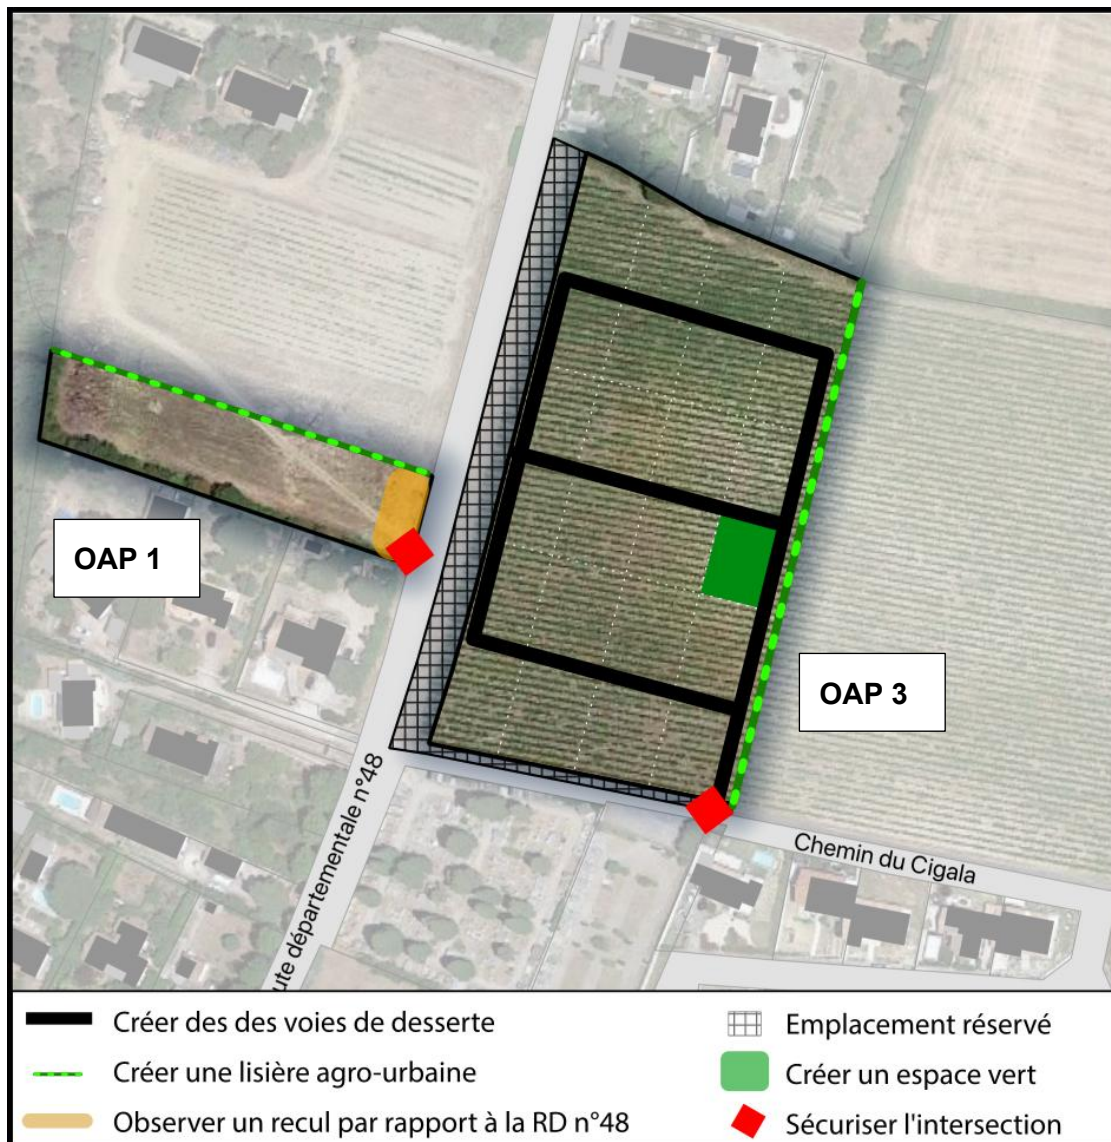 OAP 1
OAP 3
ute départementale n°48
Chemin du Cigala
Créer des des voies de desserte
Créer une lisière agro-urbaine
Observer un recul par rapport à la RD n°48
Emplacement réservé
Créer un espace vert
Sécuriser l'intersection